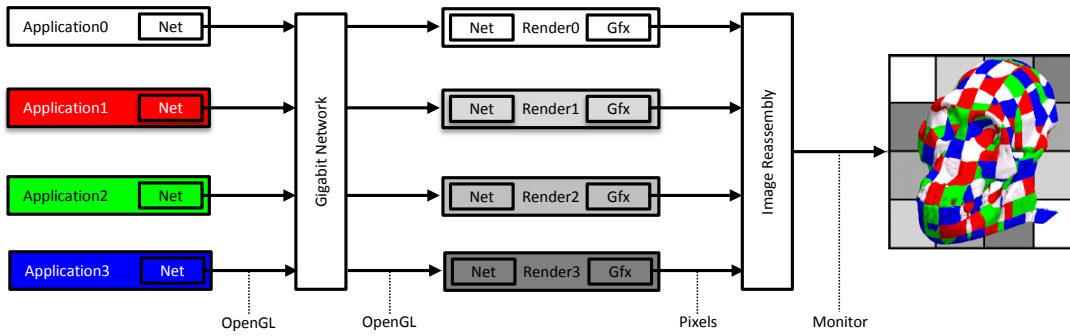 Application0 Net
Application1 Net
Application2 Net
Application3 Net
Gigabit Network
Net Render0 Gfx
Net Render1 Gfx
Net Render2 Gfx
Net Render3 Gfx
Image Reassembly
OpenGL
OpenGL
Pixels
Monitor